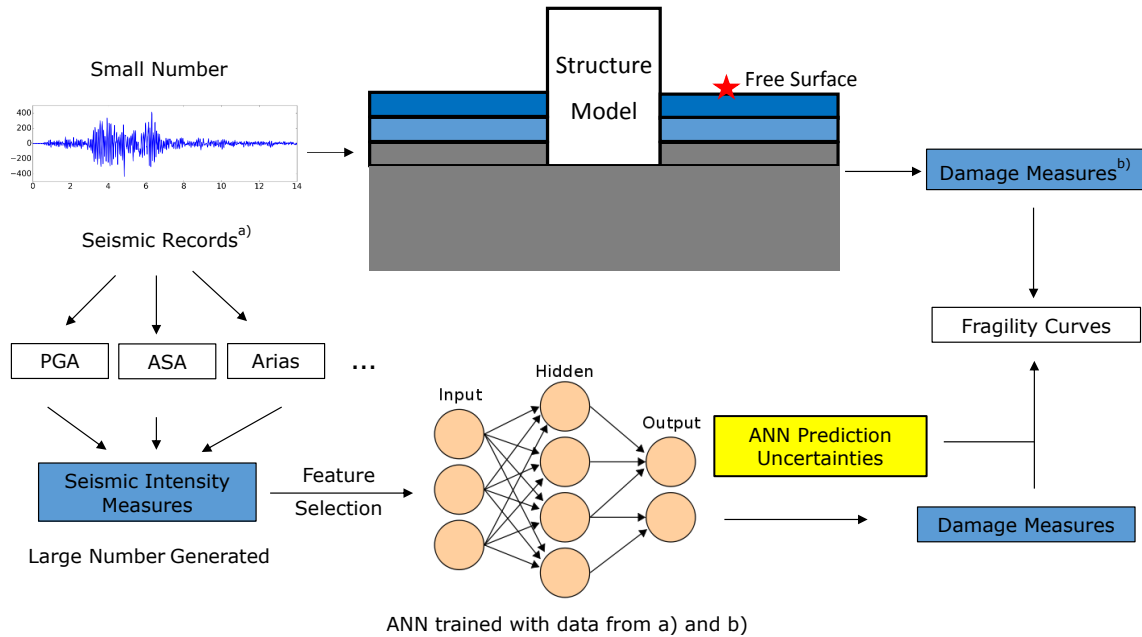 Small Number
400
200
0
−200
−400
0
2
4
6
8
10
12
14
Seismic Records a)
Structure
Model
Free Surface
Damage Measures b)
Fragility Curves
PGA
ASA
Arias
...
Seismic Intensity
Measures
Large Number Generated
Feature
Selection
Input
Hidden
Output
ANN Prediction
Uncertainties
Damage Measures
ANN trained with data from a) and b)